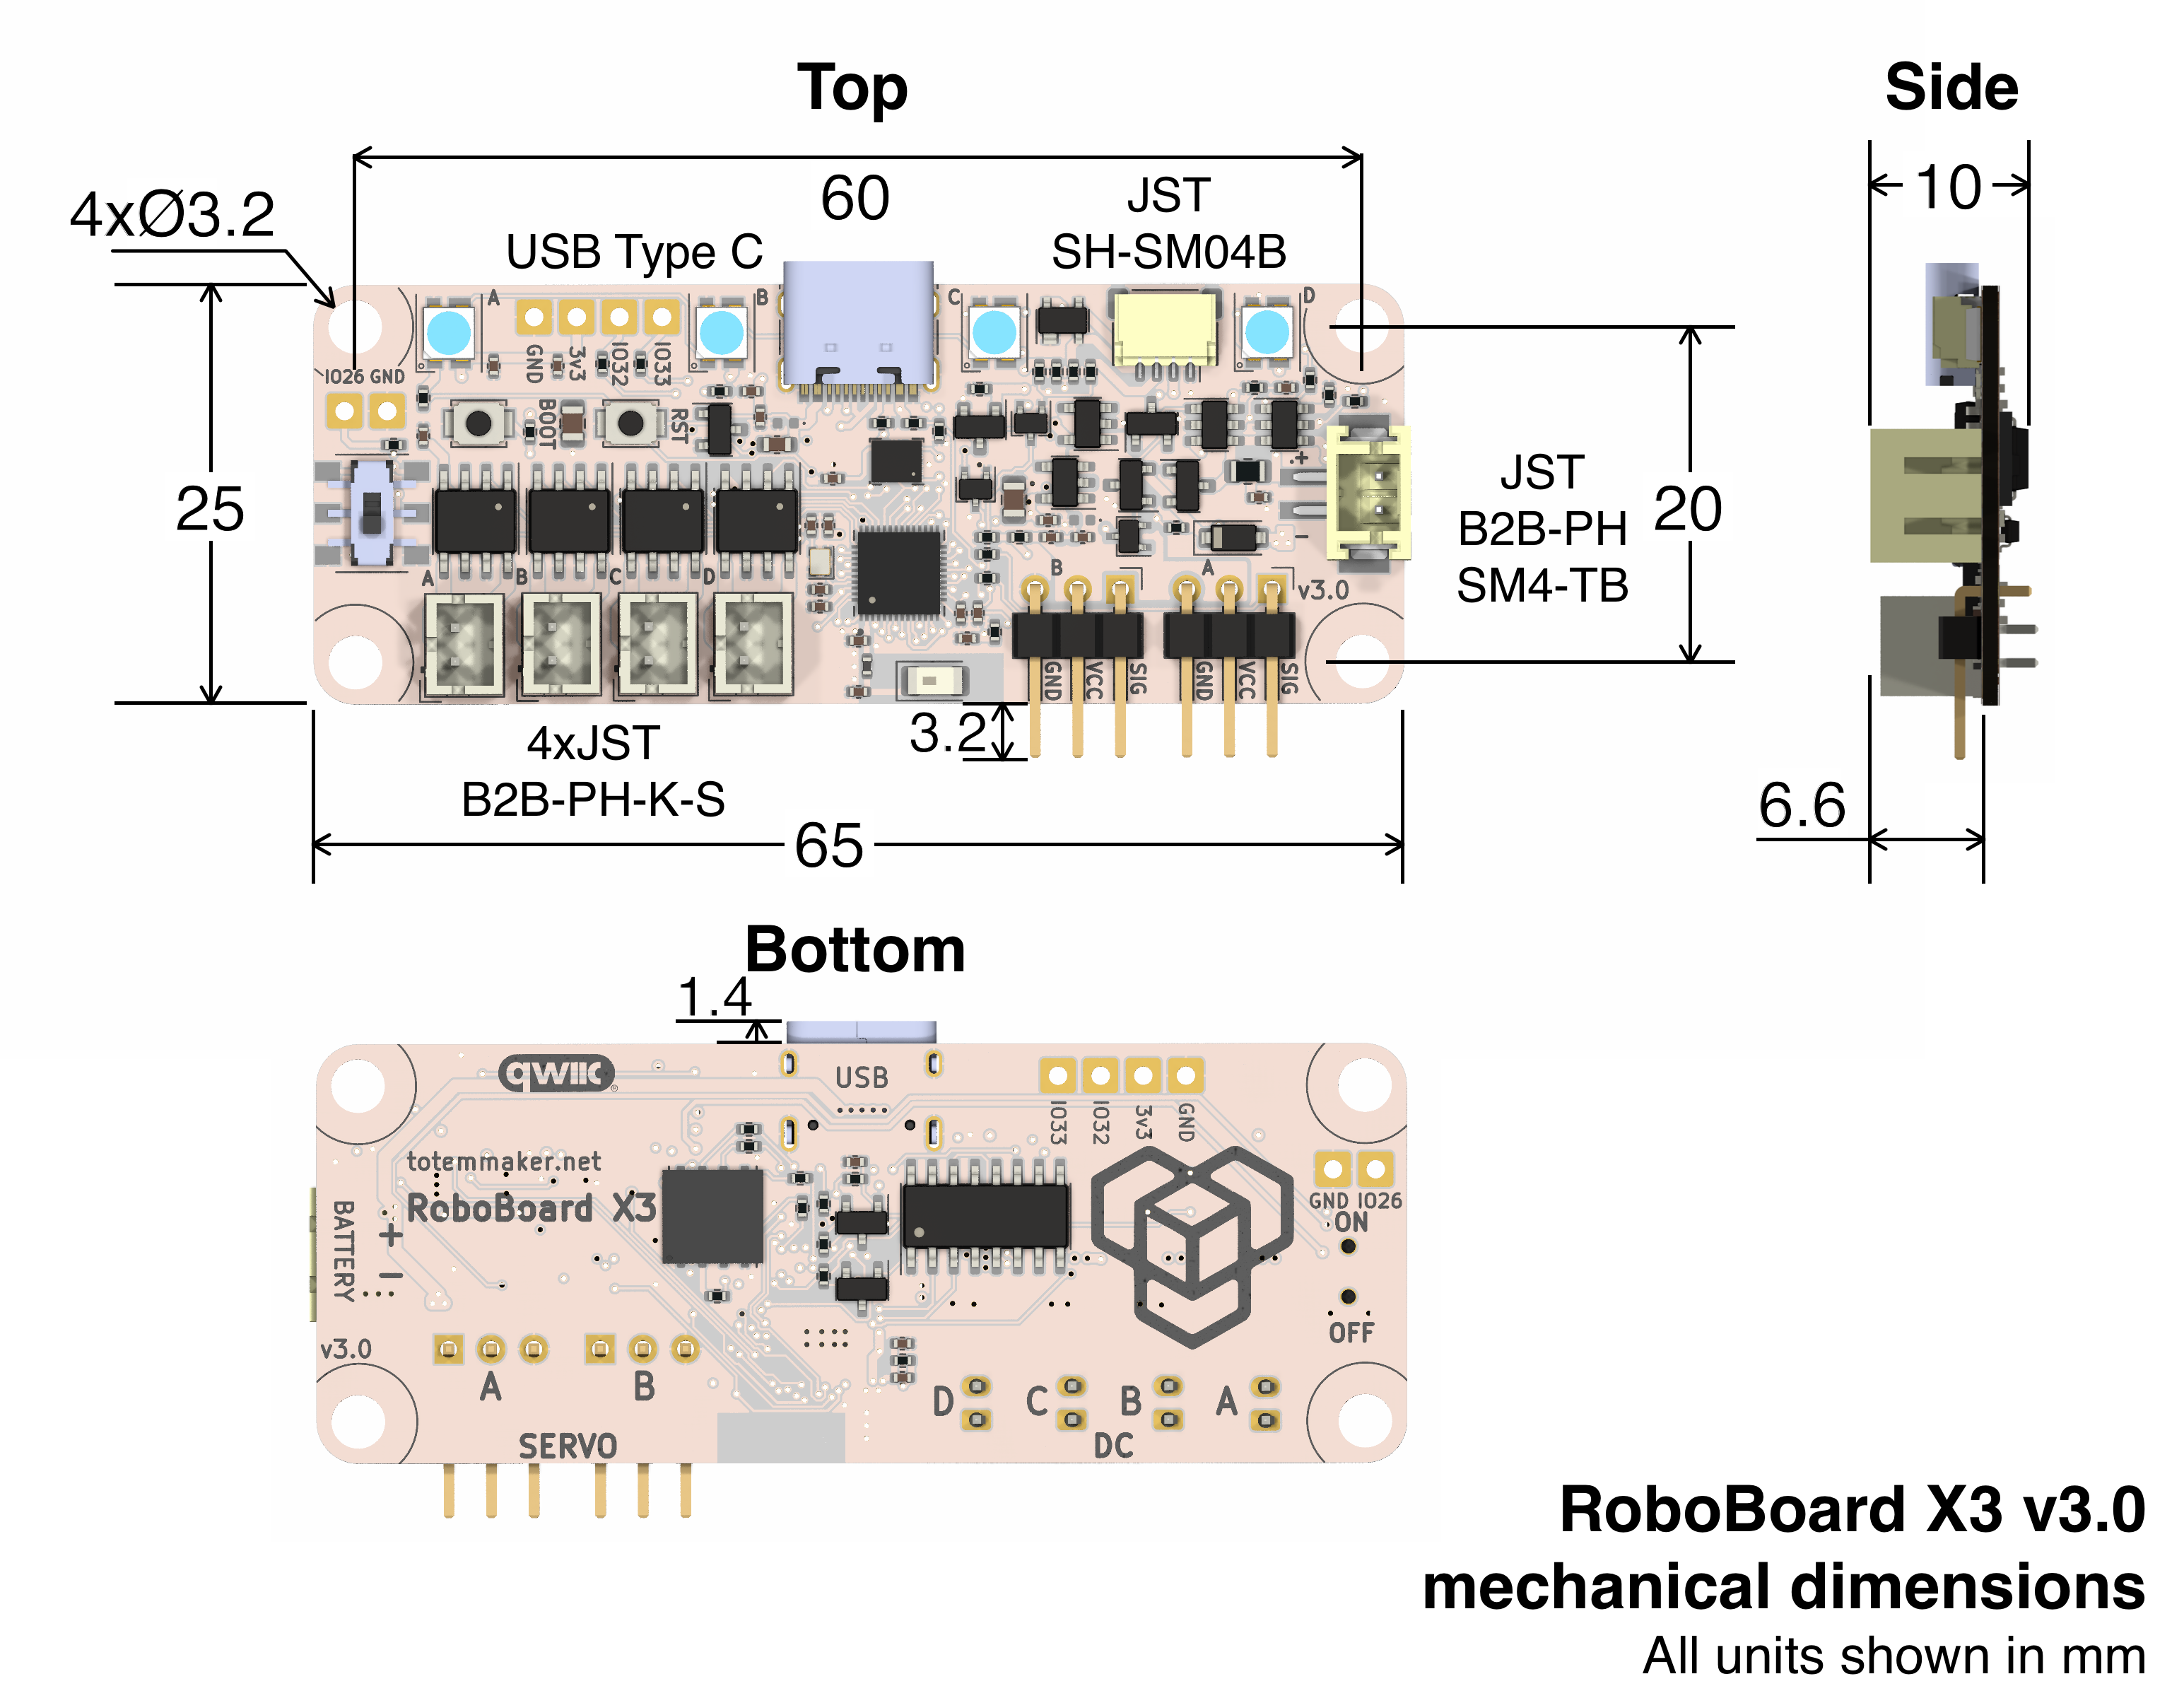 Top
Side
60
10
4xØ3.2
USB Type C
JST
SH-SM04B
A
B
C
D
GND
3v3
IO32
IO33
IO26 GND
BOOT
RST
+
−
25
20
JST
B2B-PH
SM4-TB
A
B
C
D
B
A
v3.0
GND
VCC
SIG
GND
VCC
SIG
3.2
4xJST
B2B-PH-K-S
65
6.6
Bottom
1.4
qwiic
USB
IO33
IO32
3v3
GND
totemmaker.net
RoboBoard X3
BATTERY
+
−
GND IO26
ON
OFF
v3.0
A
B
SERVO
D
C
B
A
DC
RoboBoard X3 v3.0
mechanical dimensions
All units shown in mm